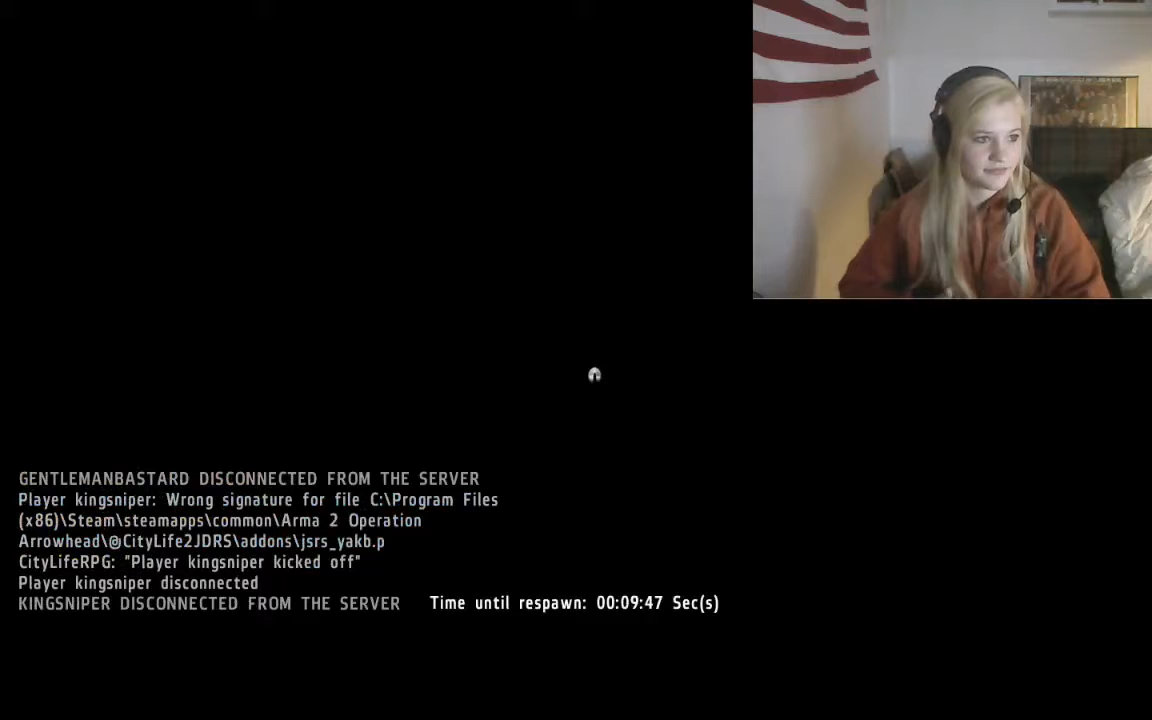 GENTLEMANBASTARD DISCONNECTED FROM THE SERVER
Player kingsniper: Wrong signature for file C:\Program Files
(x86)\Steam\steamapps\common\Arma 2 Operation
Arrowhead\@CityLife2JDRS\addons\jsrs_yakb.p
CityLifeRPG: "Player kingsniper kicked off"
Player kingsniper disconnected
KINGSNIPER DISCONNECTED FROM THE SERVER
Time until respawn: 00:09:47 Sec(s)